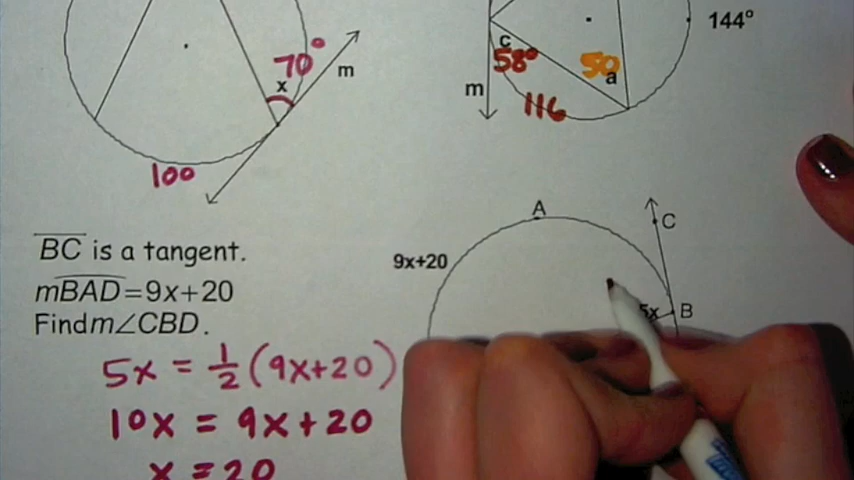 70°
x
m
100
144°
c
58°
50
a
m
116
BC is a tangent.
mBAD=9x+20
Find m∠CBD.
5x = 1/2 (9x+20)
10x = 9x+20
x = 20
A
C
9x+20
5x
B